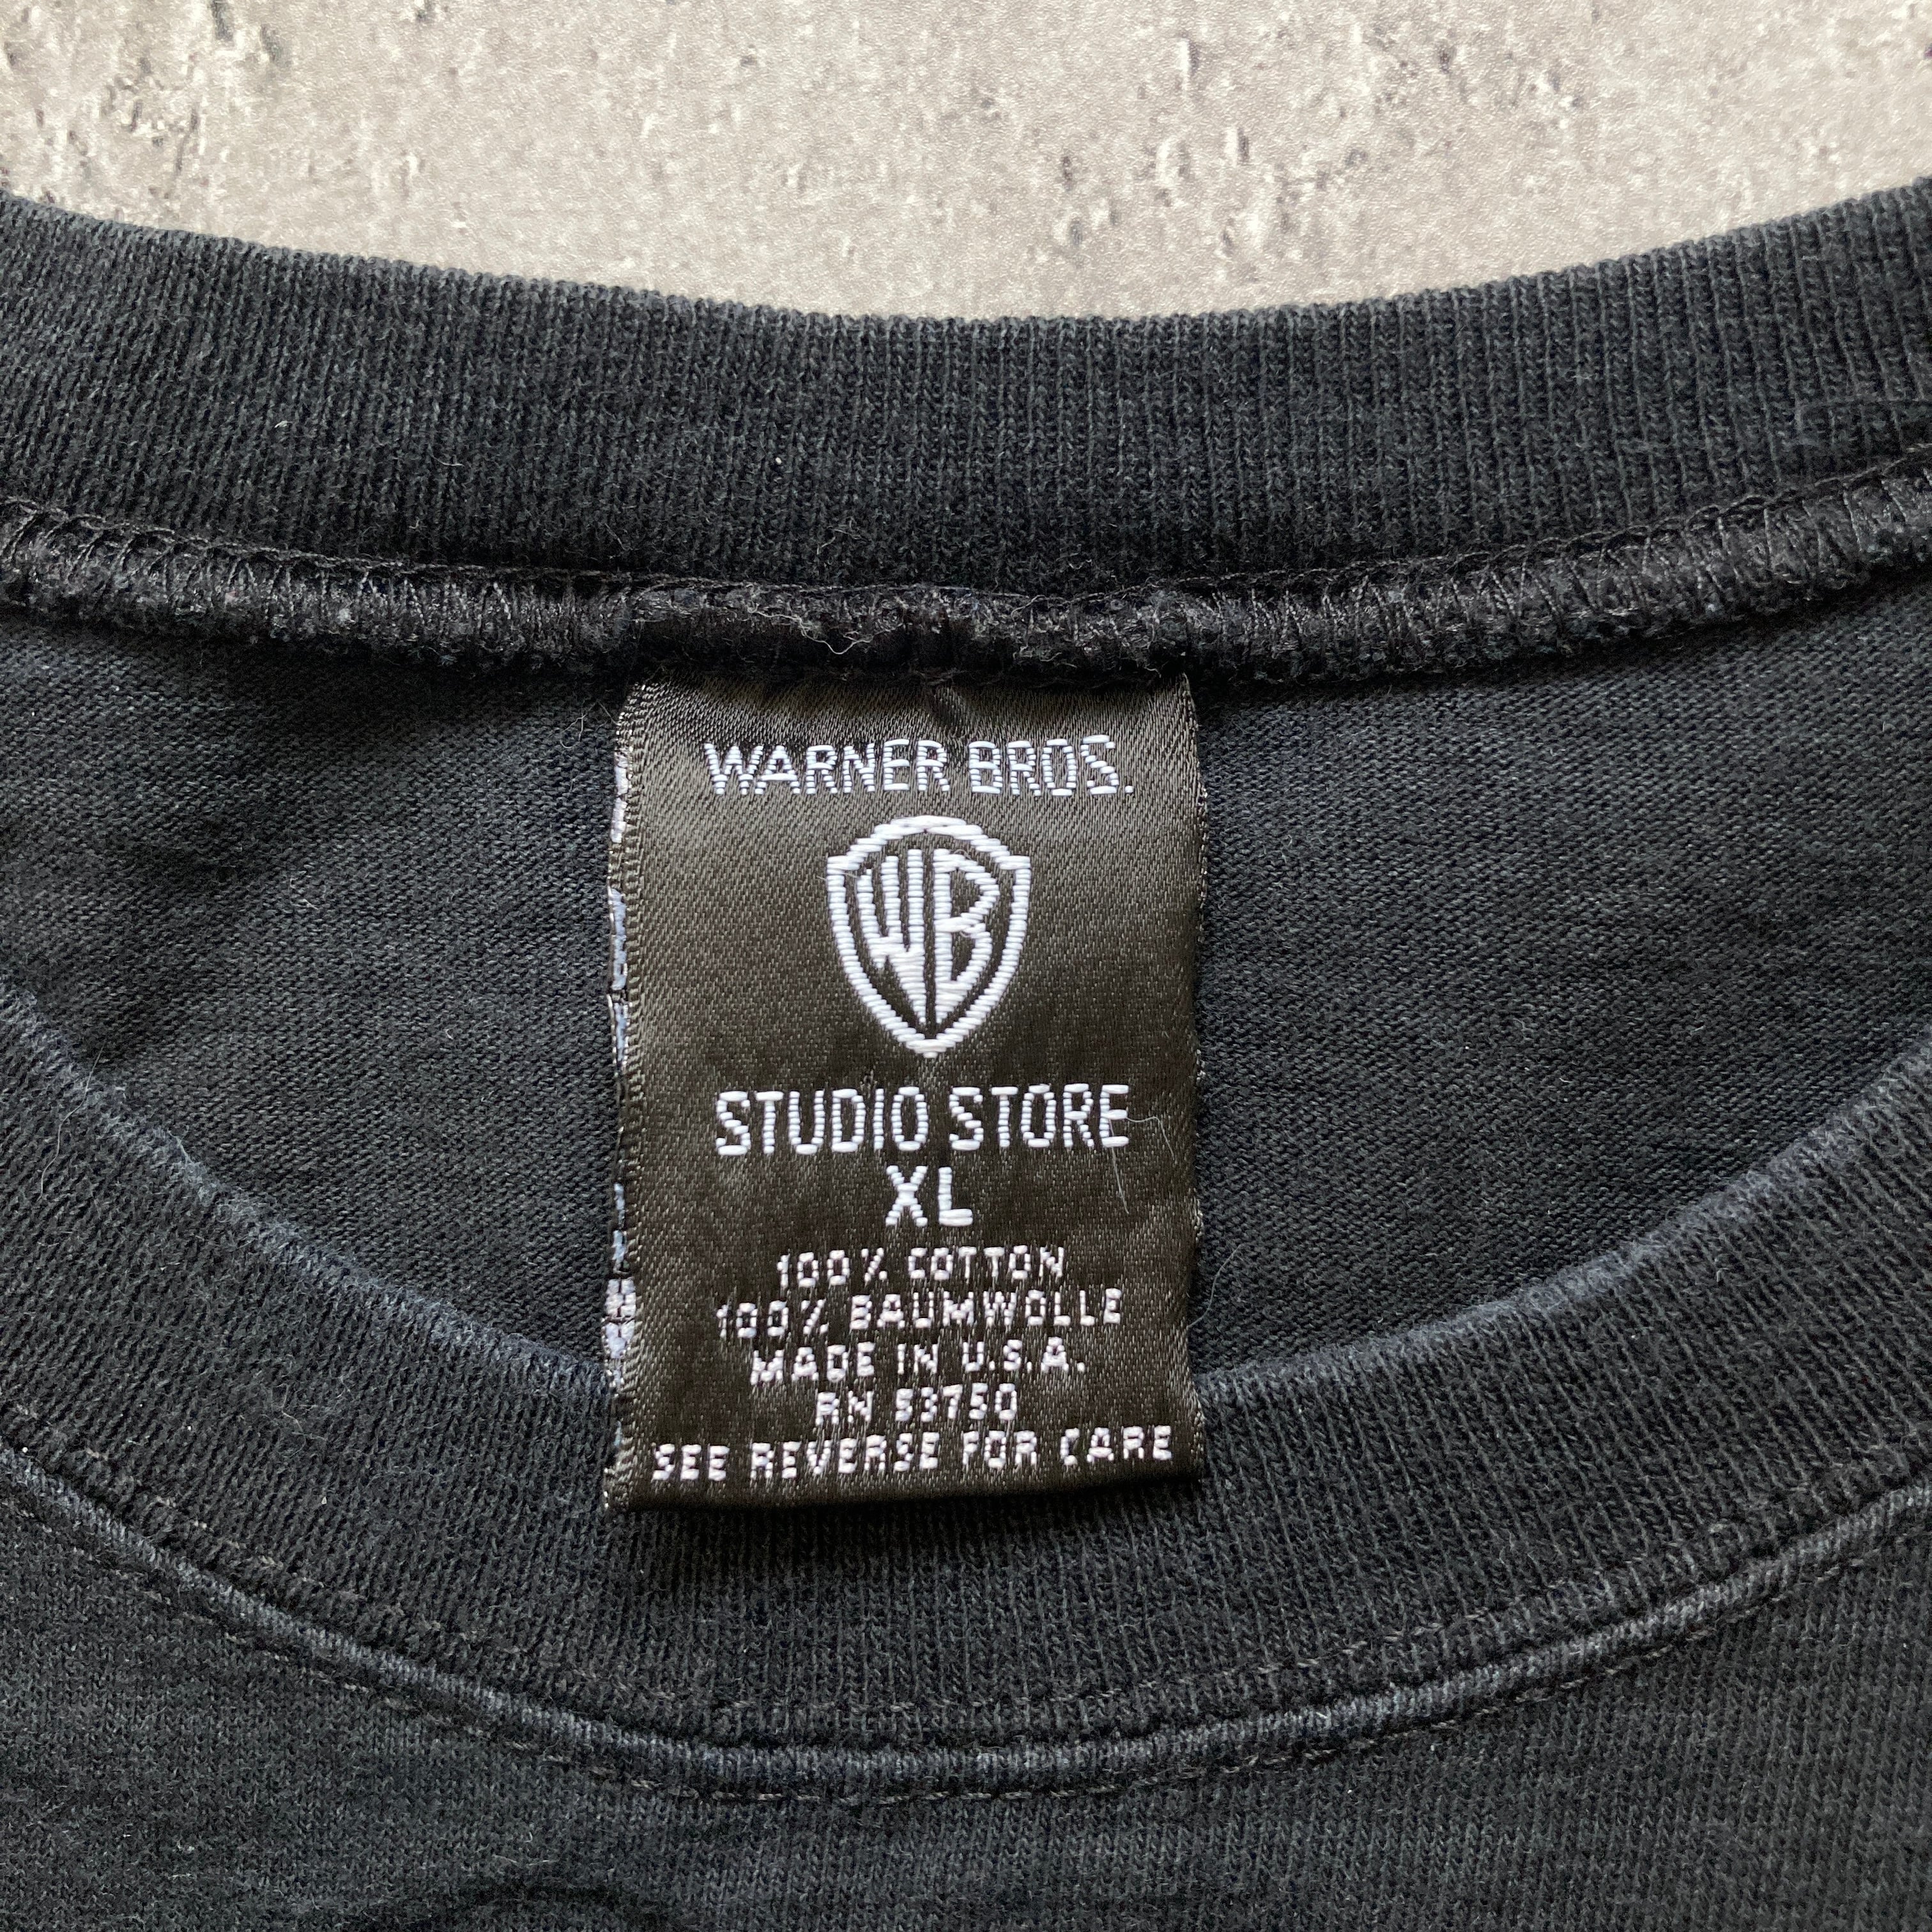 WARNER BROS.
WB
STUDIO STORE
XL
100% COTTON
100% BAUMWOLLE
MADE IN U.S.A.
RN 53750
SEE REVERSE FOR CARE